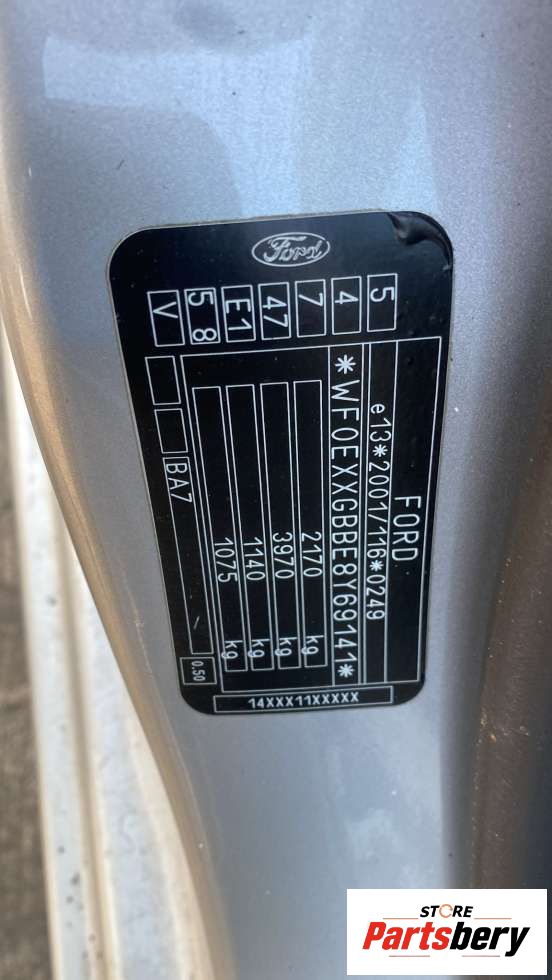 Ford
FORD
e13*2001/116*0249
*WF0EXXGBBE8Y69141*
2170 kg
3970 kg
1140 kg
1075 kg
BA7
0.50
5
4
7
47
E1
5 8
V
14XXX11XXXXX
STORE
Partsbery